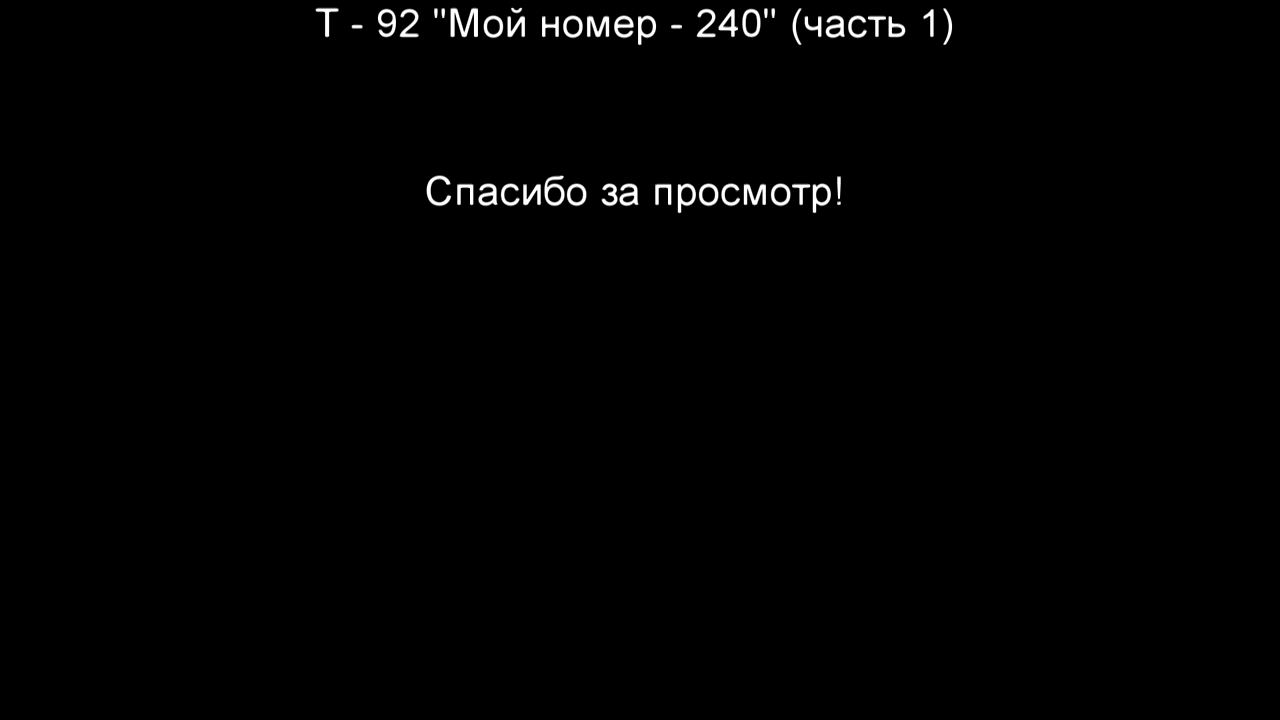 Т - 92 "Мой номер - 240" (часть 1)
Спасибо за просмотр!